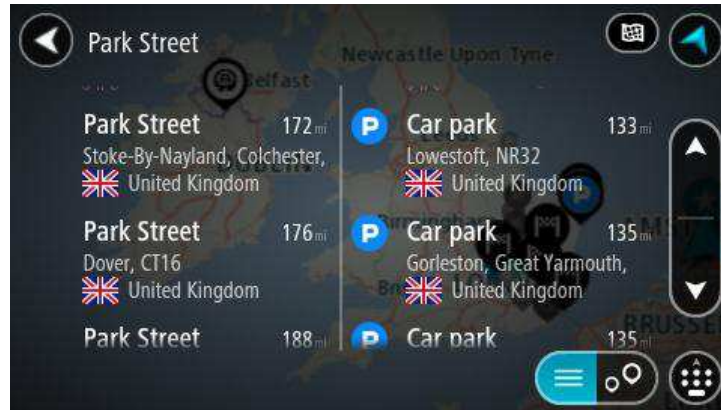 Park Street
Newcastle Upon Tyne
Belfast
Park Street 172 mi
Stoke-By-Nayland, Colchester,
United Kingdom
Park Street 176 mi
Dover, CT16
United Kingdom
Park Street 188 mi
P Car park 133 mi
Lowestoft, NR32
United Kingdom
P Car park 135 mi
Gorleston, Great Yarmouth,
United Kingdom
P Car park 135 mi
DUBLIN
Birmingham
P